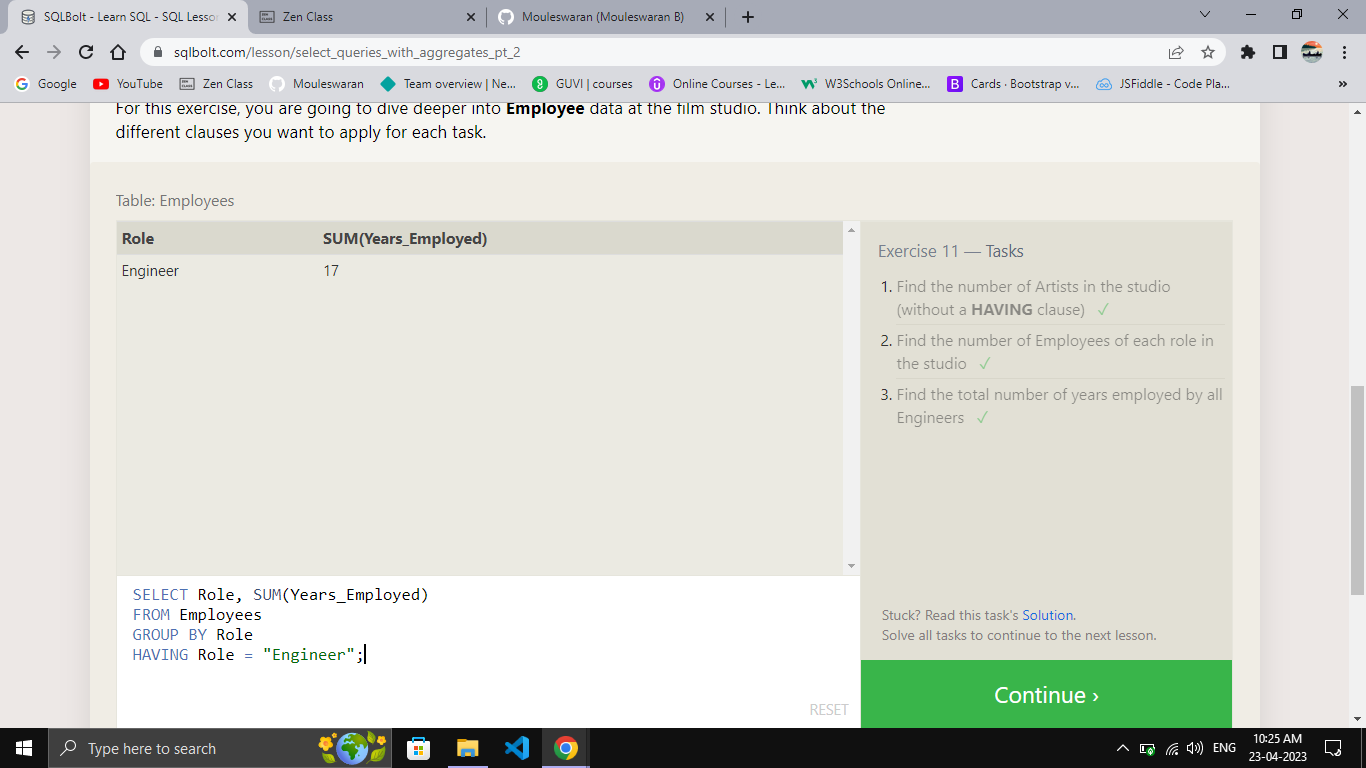 SQLBolt - Learn SQL - SQL Lesson
Zen Class
Mouleswaran (Mouleswaran B)
sqlbolt.com/lesson/select_queries_with_aggregates_pt_2
Google
YouTube
Zen Class
Mouleswaran
Team overview | Ne...
GUVI | courses
Online Courses - Le...
W3Schools Online...
Cards · Bootstrap v...
JSFiddle - Code Pla...
»
For this exercise, you are going to dive deeper into Employee data at the film studio. Think about the
different clauses you want to apply for each task.
Table: Employees
Role SUM(Years_Employed)
Engineer 17
Exercise 11 — Tasks
1. Find the number of Artists in the studio
(without a HAVING clause) ✓
2. Find the number of Employees of each role in
the studio ✓
3. Find the total number of years employed by all
Engineers ✓
SELECT Role, SUM(Years_Employed)
FROM Employees
GROUP BY Role
HAVING Role = "Engineer";
RESET
Stuck? Read this task's Solution.
Solve all tasks to continue to the next lesson.
Continue ›
Type here to search
ENG
10:25 AM
23-04-2023